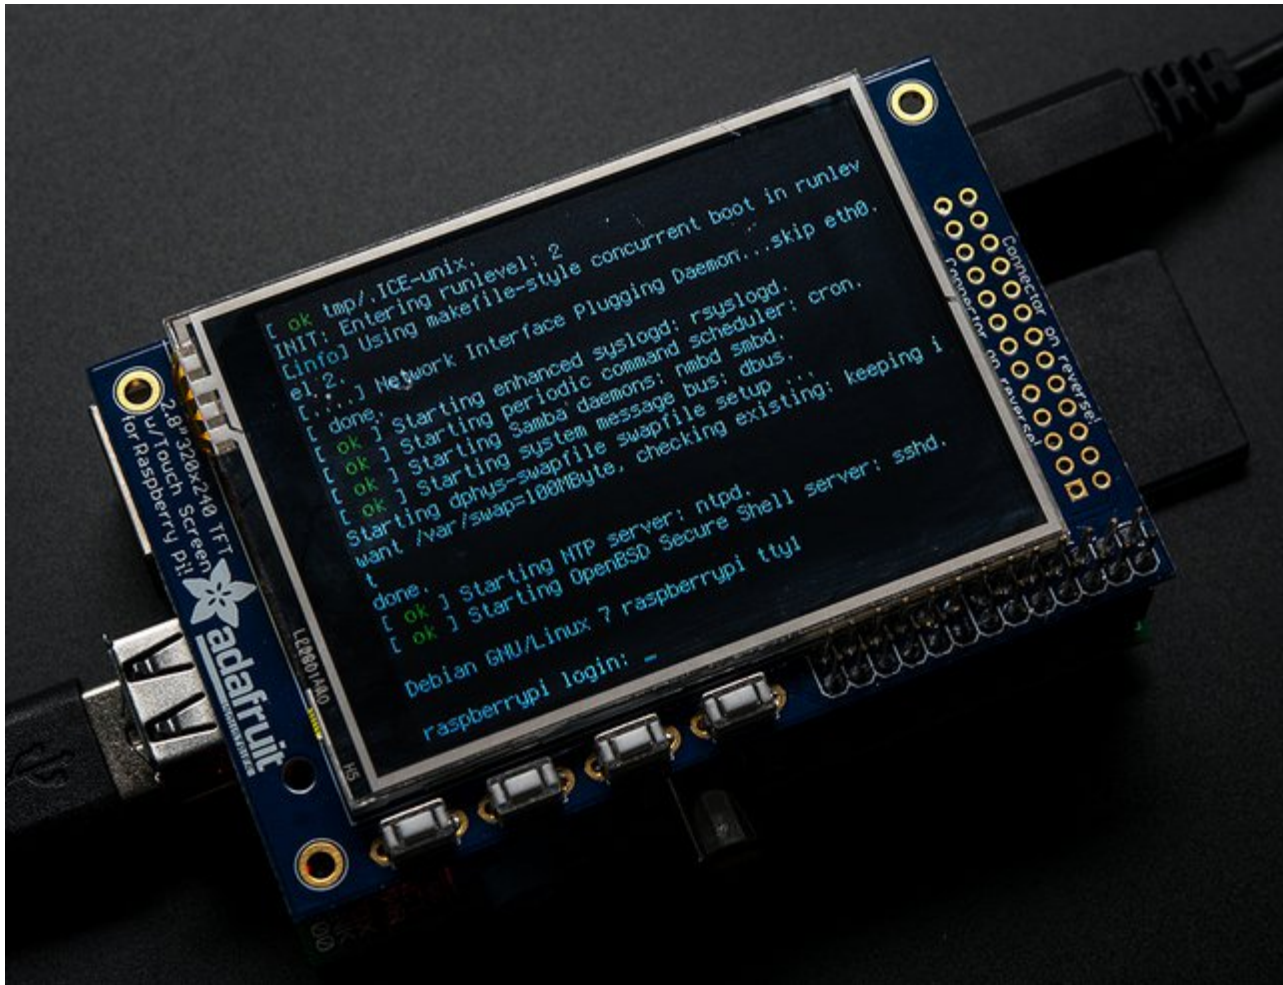 [ ok tmp/.ICE-unix.
INIT: Entering runlevel: 2
[info] Using makefile-style concurrent boot in runlev
el 2.
[....] Network Interface Plugging Daemon...skip eth0.
[ done.
[ ok ] Starting enhanced syslogd: rsyslogd.
[ ok ] Starting periodic command scheduler: cron.
[ ok ] Starting Samba daemons: nmbd smbd.
[ ok ] Starting system message bus: dbus.
Starting dphys-swapfile swapfile setup ...
want /var/swap=100MByte, checking existing: keeping i
t
done.
[ ok ] Starting NTP server: ntpd.
[ ok ] Starting OpenBSD Secure Shell server: sshd.
Debian GNU/Linux 7 raspberrypi tty1
raspberrypi login: _
2.8" 320x240 TFT
w/Touch Screen
for Raspberry Pi!
adafruit
H5
Connector on reverse!
Connector on reverse!